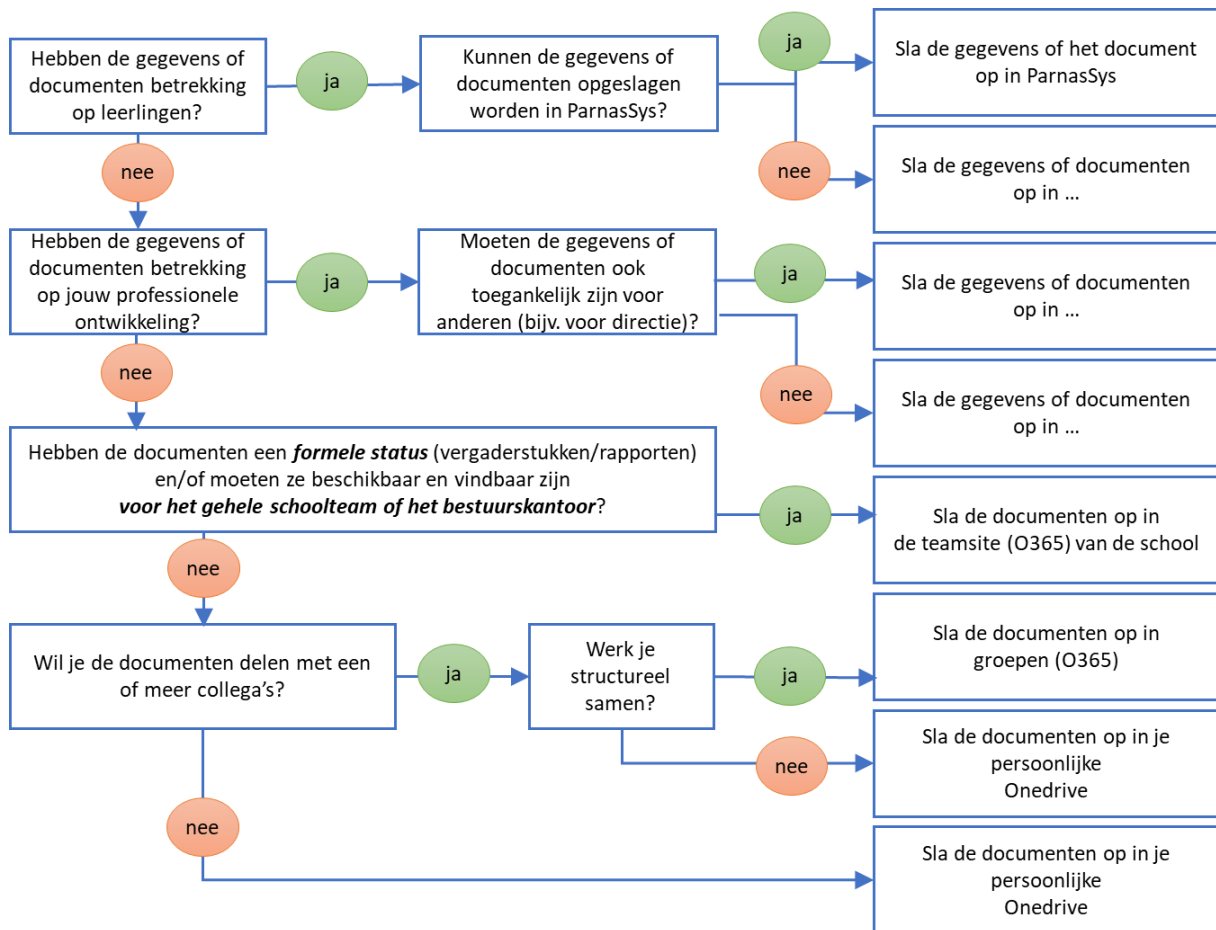 Hebben de gegevens of
documenten betrekking
op leerlingen?
ja
Kunnen de gegevens of
documenten opgeslagen
worden in ParnasSys?
ja
Sla de gegevens of het document
op in ParnasSys
nee
Sla de gegevens of documenten
op in ...
nee
Hebben de gegevens of
documenten betrekking
op jouw professionele
ontwikkeling?
ja
Moeten de gegevens of
documenten ook
toegankelijk zijn voor
anderen (bijv. voor directie)?
ja
Sla de gegevens of documenten
op in ...
nee
Sla de gegevens of documenten
op in ...
nee
Hebben de documenten een formele status (vergaderstukken/rapporten)
en/of moeten ze beschikbaar en vindbaar zijn
voor het gehele schoolteam of het bestuurskantoor?
ja
Sla de documenten op in
de teamsite (O365) van de school
nee
Wil je de documenten delen met een
of meer collega's?
ja
Werk je
structureel
samen?
ja
Sla de documenten op in
groepen (O365)
nee
Sla de documenten op in je
persoonlijke
Onedrive
nee
Sla de documenten op in je
persoonlijke
Onedrive